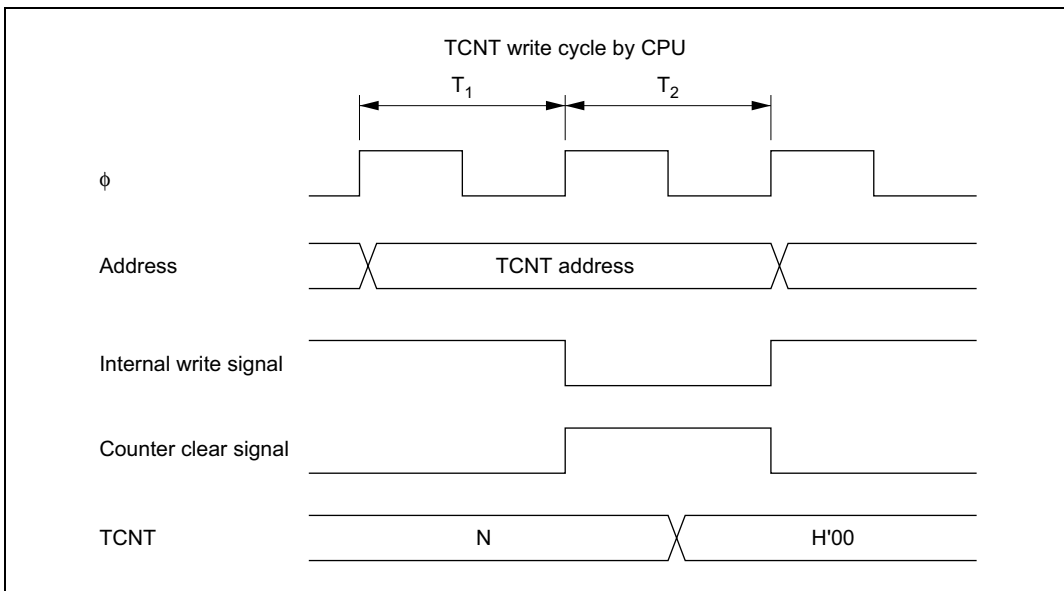 TCNT write cycle by CPU
T1 T2
ϕ
Address TCNT address
Internal write signal
Counter clear signal
TCNT N H'00